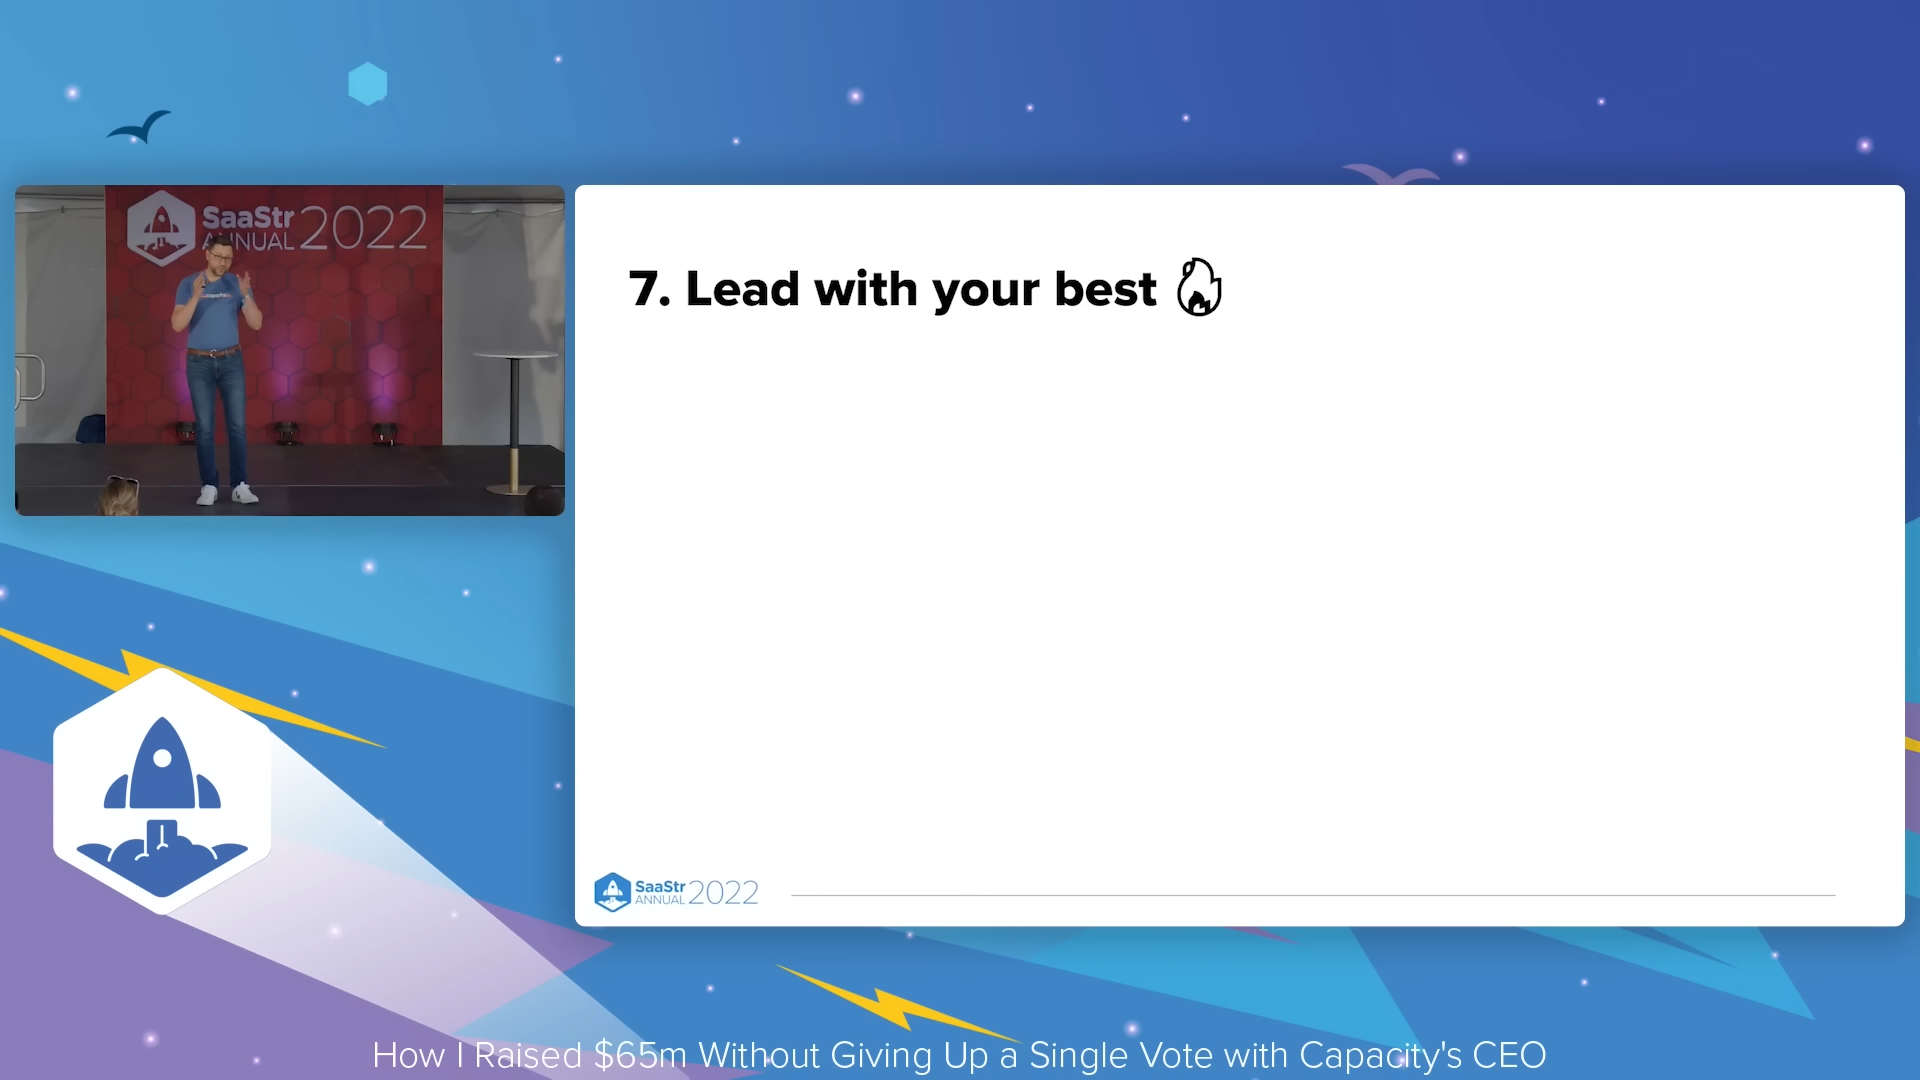 SaaStr
ANNUAL 2022
7. Lead with your best 🔥
SaaStr
ANNUAL 2022
How I Raised $65m Without Giving Up a Single Vote with Capacity's CEO